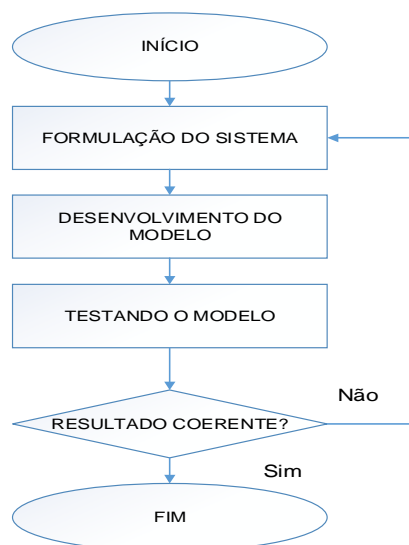 INÍCIO
FORMULAÇÃO DO SISTEMA
DESENVOLVIMENTO DO
MODELO
TESTANDO O MODELO
Não
RESULTADO COERENTE?
Sim
FIM